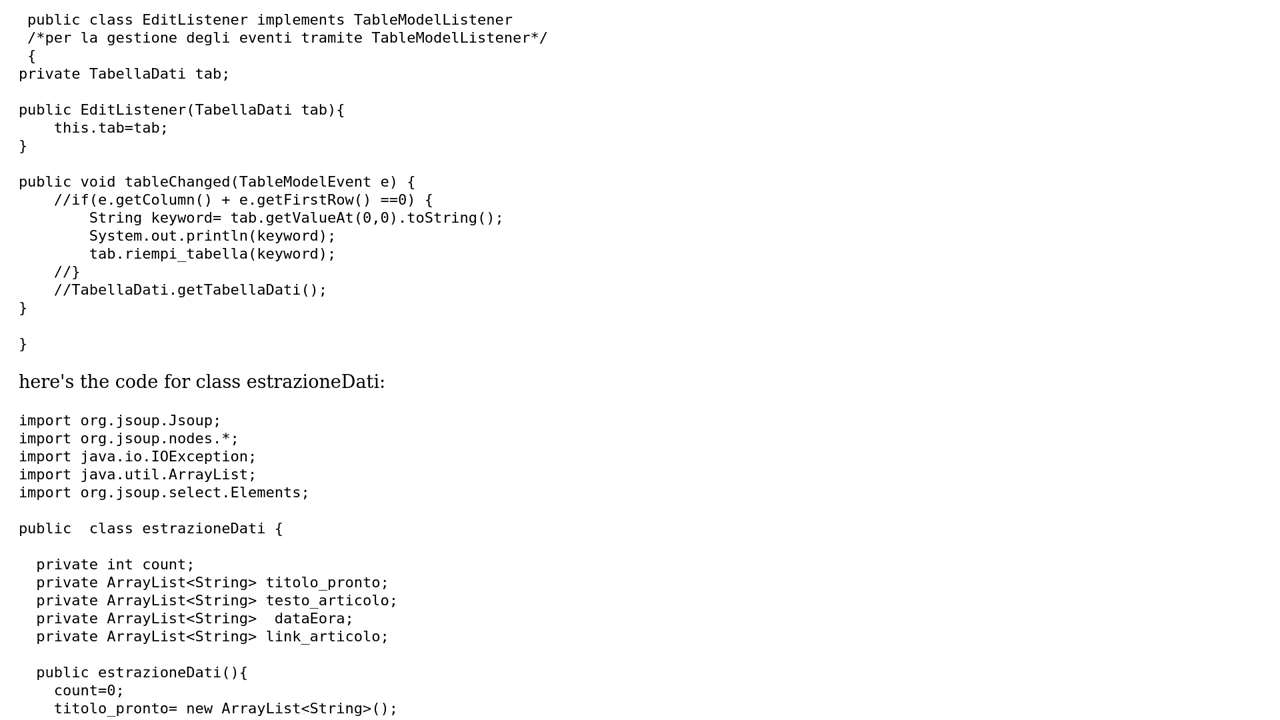 public class EditListener implements TableModelListener
/*per la gestione degli eventi tramite TableModelListener*/
{
private TabellaDati tab;
public EditListener(TabellaDati tab){
this.tab=tab;
}
public void tableChanged(TableModelEvent e) {
//if(e.getColumn() + e.getFirstRow() ==0) {
String keyword= tab.getValueAt(0,0).toString();
System.out.println(keyword);
tab.riempi_tabella(keyword);
//}
//TabellaDati.getTabellaDati();
}
}
here's the code for class estrazioneDati:
import org.jsoup.Jsoup;
import org.jsoup.nodes.*;
import java.io.IOException;
import java.util.ArrayList;
import org.jsoup.select.Elements;
public  class estrazioneDati {
private int count;
private ArrayList<String> titolo_pronto;
private ArrayList<String> testo_articolo;
private ArrayList<String>  dataEora;
private ArrayList<String> link_articolo;
public estrazioneDati(){
count=0;
titolo_pronto= new ArrayList<String>();